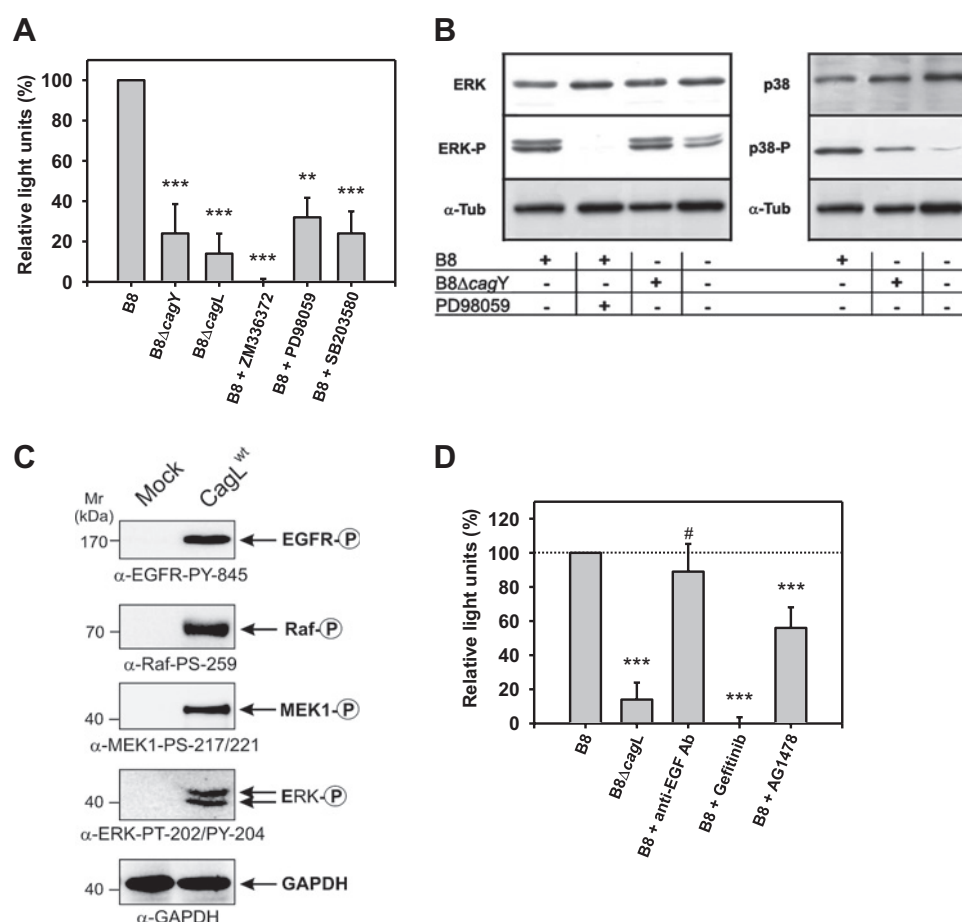 A
Relative light units (%)
100
80
60
40
20
0
***
***
***
**
***
B8
B8ΔcagY
B8ΔcagL
B8 + ZM336372
B8 + PD98059
B8 + SB203580
B
ERK
ERK-P
α-Tub
p38
p38-P
α-Tub
B8 + + - - + - -
B8ΔcagY - - + - - + -
PD98059 - + - - - - -
C
Mock
CagL wt
Mr
(kDa)
170
EGFR-P
α-EGFR-PY-845
70
Raf-P
α-Raf-PS-259
40
MEK1-P
α-MEK1-PS-217/221
40
ERK-P
α-ERK-PT-202/PY-204
40
GAPDH
α-GAPDH
D
Relative light units (%)
120
100
80
60
40
20
0
***
#
***
***
B8
B8ΔcagL
B8 + anti-EGF Ab
B8 + Gefitinib
B8 + AG1478